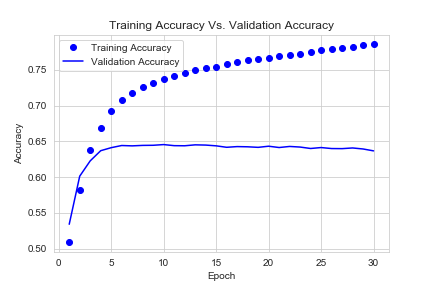 Training Accuracy Vs. Validation Accuracy
Training Accuracy
Validation Accuracy
0.75
0.70
0.65
0.60
0.55
0.50
Accuracy
0 5 10 15 20 25 30
Epoch